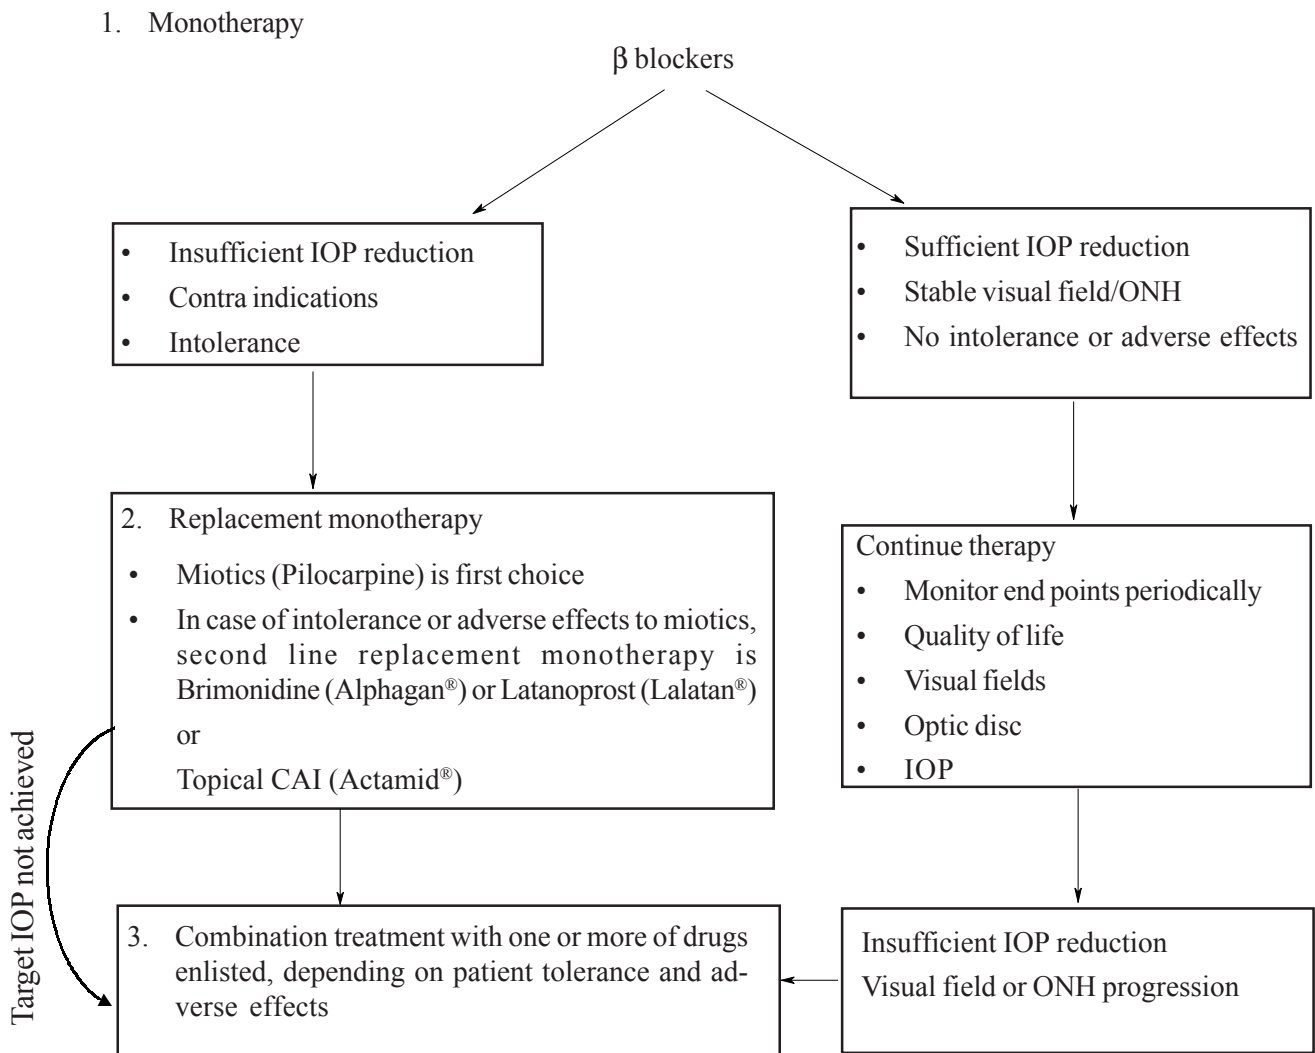 1. Monotherapy
β blockers
• Insufficient IOP reduction
• Contra indications
• Intolerance
• Sufficient IOP reduction
• Stable visual field/ONH
• No intolerance or adverse effects
2. Replacement monotherapy
• Miotics (Pilocarpine) is first choice
• In case of intolerance or adverse effects to miotics,
second line replacement monotherapy is
Brimonidine (Alphagan®) or Latanoprost (Lalatan®)
or
Topical CAI (Actamid®)
Continue therapy
• Monitor end points periodically
• Quality of life
• Visual fields
• Optic disc
• IOP
Target IOP not achieved
3. Combination treatment with one or more of drugs
enlisted, depending on patient tolerance and ad-
verse effects
Insufficient IOP reduction
Visual field or ONH progression